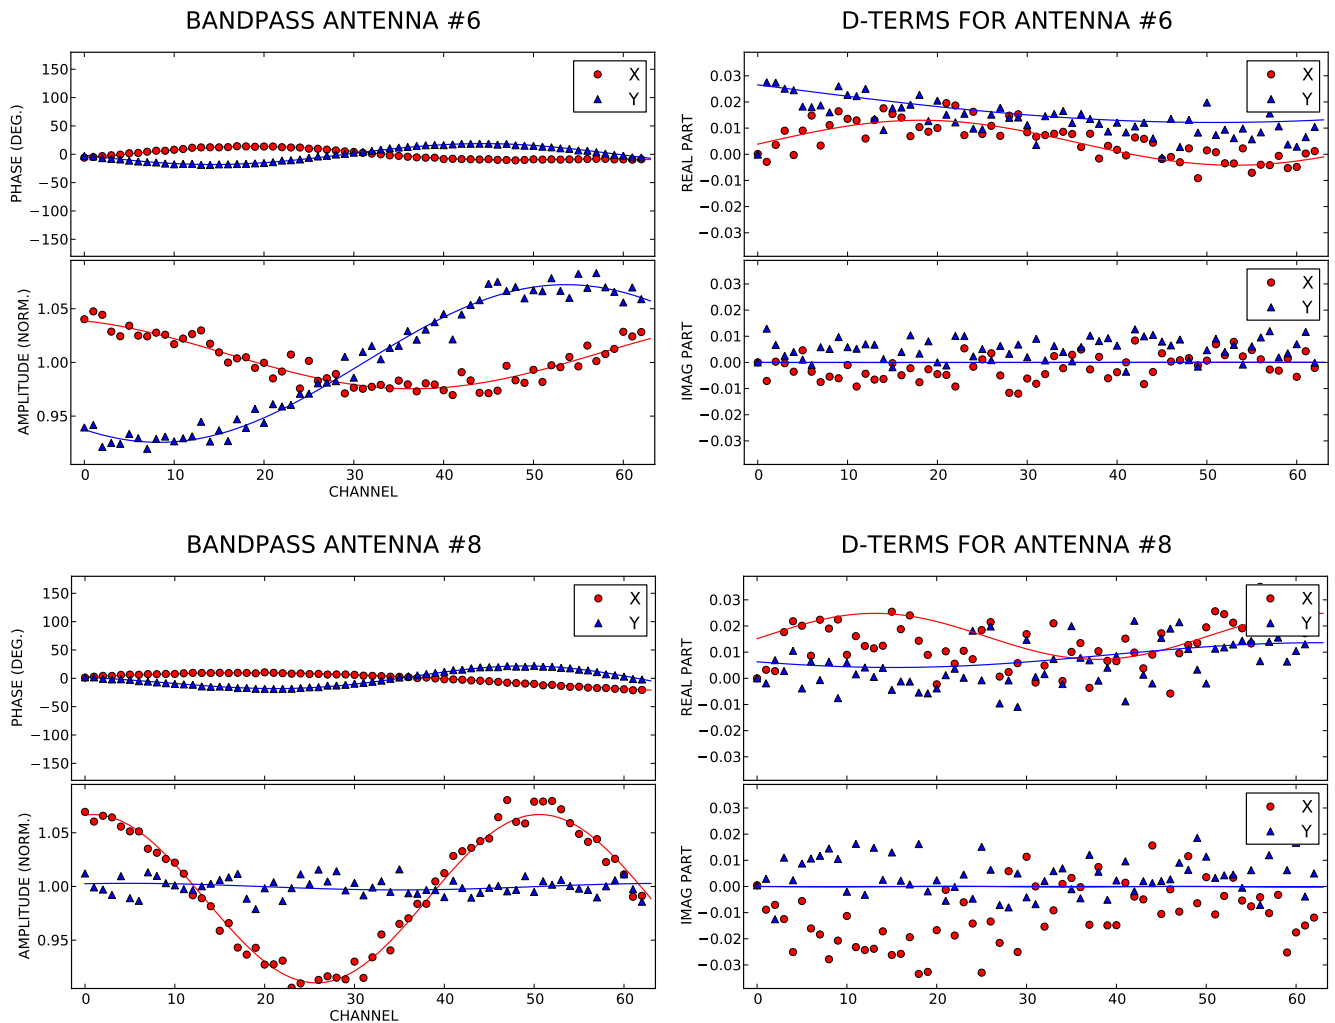 BANDPASS ANTENNA #6
D-TERMS FOR ANTENNA #6
150
100
50
0
−50
−100
−150
PHASE (DEG.)
X
Y
0.03
0.02
0.01
0.00
−0.01
−0.02
−0.03
REAL PART
X
Y
1.05
1.00
0.95
AMPLITUDE (NORM.)
0 10 20 30 40 50 60
CHANNEL
0.03
0.02
0.01
0.00
−0.01
−0.02
−0.03
IMAG PART
X
Y
0 10 20 30 40 50 60
BANDPASS ANTENNA #8
D-TERMS FOR ANTENNA #8
150
100
50
0
−50
−100
−150
PHASE (DEG.)
X
Y
0.03
0.02
0.01
0.00
−0.01
−0.02
−0.03
REAL PART
X
Y
1.05
1.00
0.95
AMPLITUDE (NORM.)
0 10 20 30 40 50 60
CHANNEL
0.03
0.02
0.01
0.00
−0.01
−0.02
−0.03
IMAG PART
X
Y
0 10 20 30 40 50 60